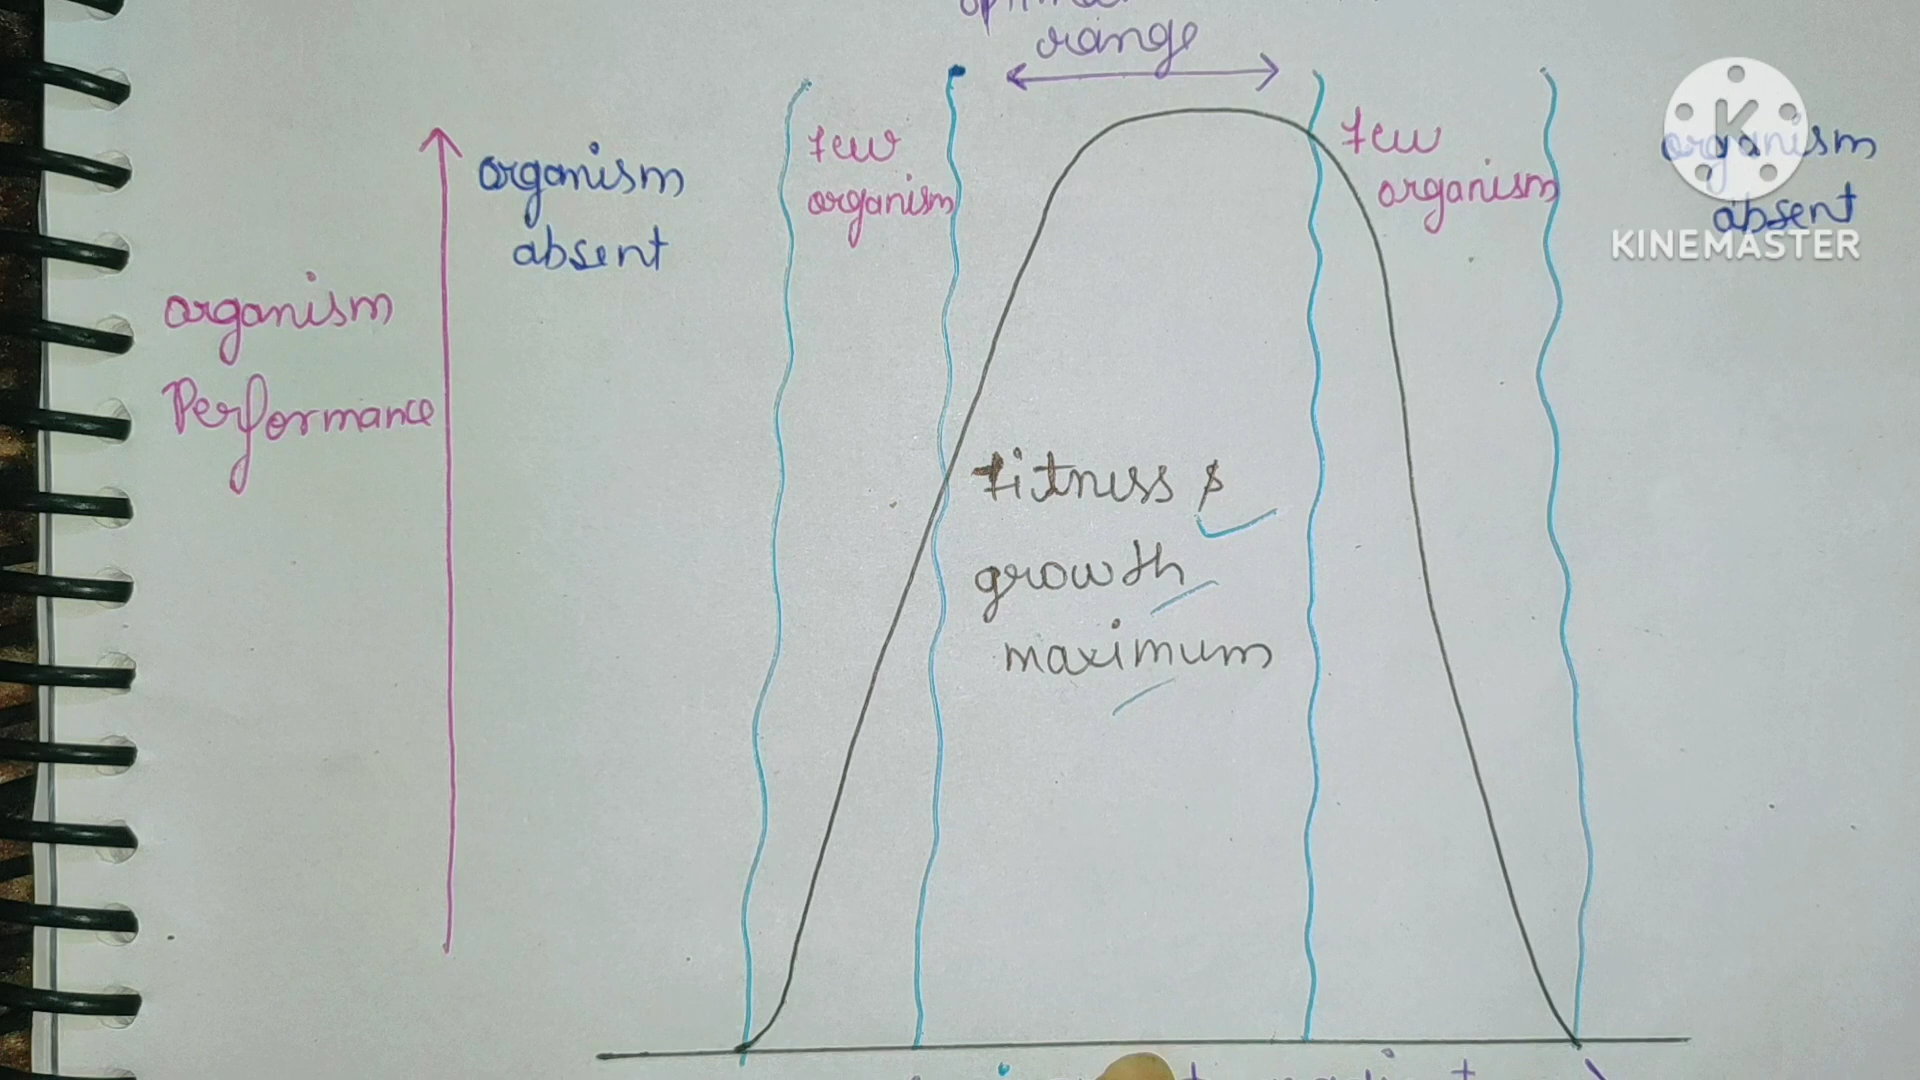 range
organism
absent
few
organism
few
organism
organism
absent
KINEMASTER
organism
Performance
fitness &
growth
maximum